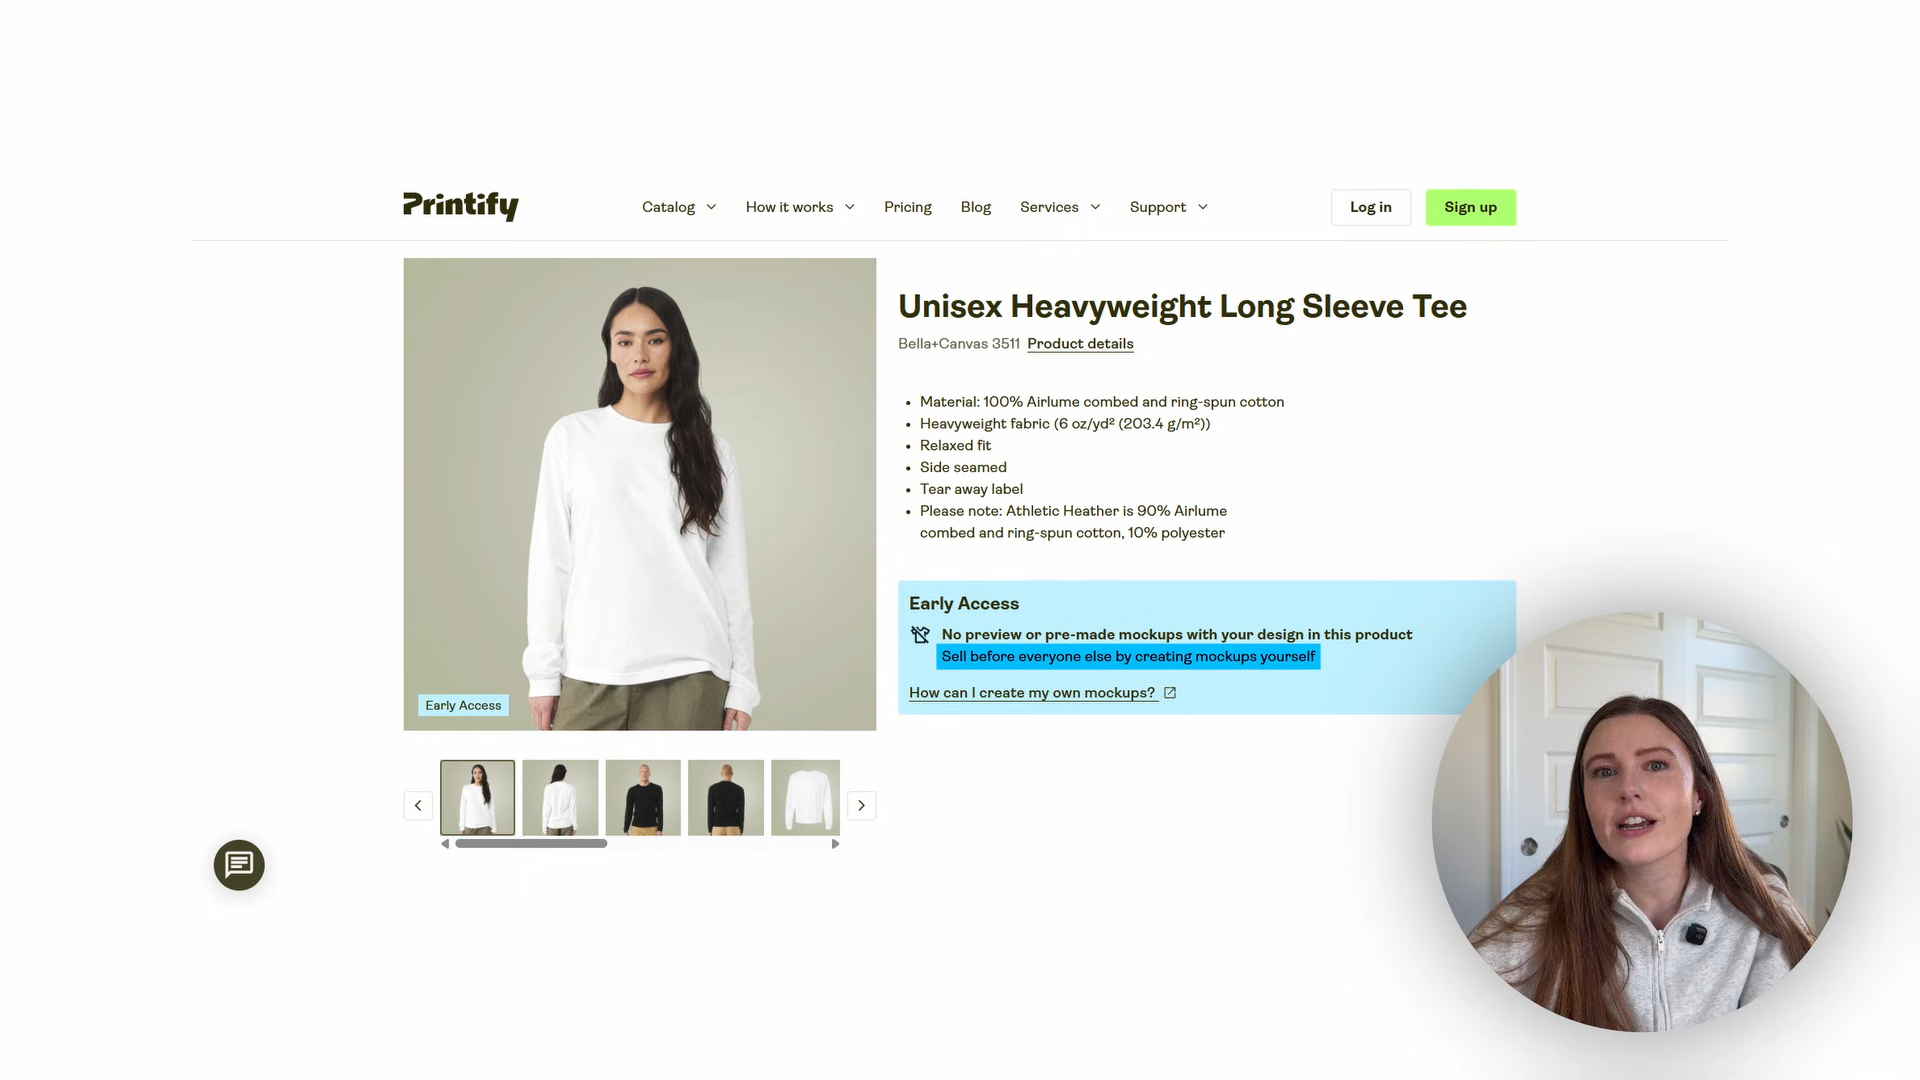 Printify
Catalog
How it works
Pricing
Blog
Services
Support
Log in
Sign up
Unisex Heavyweight Long Sleeve Tee
Bella+Canvas 3511 Product details
• Material: 100% Airlume combed and ring-spun cotton
• Heavyweight fabric (6 oz/yd² (203.4 g/m²))
• Relaxed fit
• Side seamed
• Tear away label
• Please note: Athletic Heather is 90% Airlume
combed and ring-spun cotton, 10% polyester
Early Access
No preview or pre-made mockups with your design in this product
Sell before everyone else by creating mockups yourself
How can I create my own mockups?
Early Access